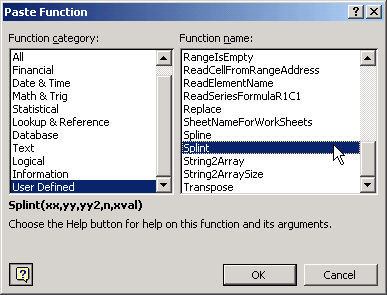 Paste Function
Function category:
All
Financial
Date & Time
Math & Trig
Statistical
Lookup & Reference
Database
Text
Logical
Information
User Defined
Function name:
RangeIsEmpty
ReadCellFromRangeAddress
ReadElementName
ReadSeriesFormulaR1C1
Replace
SheetNameForWorkSheets
Spline
Splint
String2Array
String2ArraySize
Transpose
Splint(xx,yy,yy2,n,xval)
Choose the Help button for help on this function and its arguments.
OK
Cancel